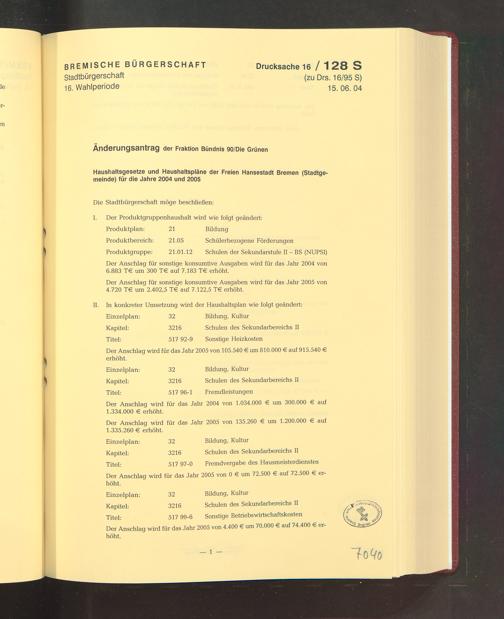 BREMISCHE BÜRGERSCHAFT
Stadtbürgerschaft
16. Wahlperiode
Drucksache 16 / 128 S
(zu Drs. 16/95 S)
15. 06. 04
Änderungsantrag der Fraktion Bündnis 90/Die Grünen
Haushaltsgesetze und Haushaltspläne der Freien Hansestadt Bremen (Stadtge-
meinde) für die Jahre 2004 und 2005
Die Stadtbürgerschaft möge beschließen:
I. Der Produktgruppenhaushalt wird wie folgt geändert:
Produktplan: 21 Bildung
Produktbereich: 21.05 Schülerbezogene Förderungen
Produktgruppe: 21.01.12 Schulen der Sekundarstufe II – BS (NUPSI)
Der Anschlag für sonstige konsumtive Ausgaben wird für das Jahr 2004 von
6.883 T€ um 300 T€ auf 7.183 T€ erhöht.
Der Anschlag für sonstige konsumtive Ausgaben wird für das Jahr 2005 von
4.720 T€ um 2.402,5 T€ auf 7.122,5 T€ erhöht.
II. In konkreter Umsetzung wird der Haushaltsplan wie folgt geändert:
Einzelplan: 32 Bildung, Kultur
Kapitel: 3216 Schulen des Sekundarbereichs II
Titel: 517 92-9 Sonstige Heizkosten
Der Anschlag wird für das Jahr 2005 von 105.540 € um 810.000 € auf 915.540 €
erhöht.
Einzelplan: 32 Bildung, Kultur
Kapitel: 3216 Schulen des Sekundarbereichs II
Titel: 517 96-1 Fremdleistungen
Der Anschlag wird für das Jahr 2004 von 1.034.000 € um 300.000 € auf
1.334.000 € erhöht.
Der Anschlag wird für das Jahr 2005 von 135.260 € um 1.200.000 € auf
1.335.260 € erhöht.
Einzelplan: 32 Bildung, Kultur
Kapitel: 3216 Schulen des Sekundarbereichs II
Titel: 517 97-0 Fremdvergabe des Hausmeisterdienstes
Der Anschlag wird für das Jahr 2005 von 0 € um 72.500 € auf 72.500 € er-
höht.
Einzelplan: 32 Bildung, Kultur
Kapitel: 3216 Schulen des Sekundarbereichs II
Titel: 517 99-6 Sonstige Betriebswirtschaftskosten
Der Anschlag wird für das Jahr 2005 von 4.400 € um 70.000 € auf 74.400 € er-
höht.
— 1 —
7040